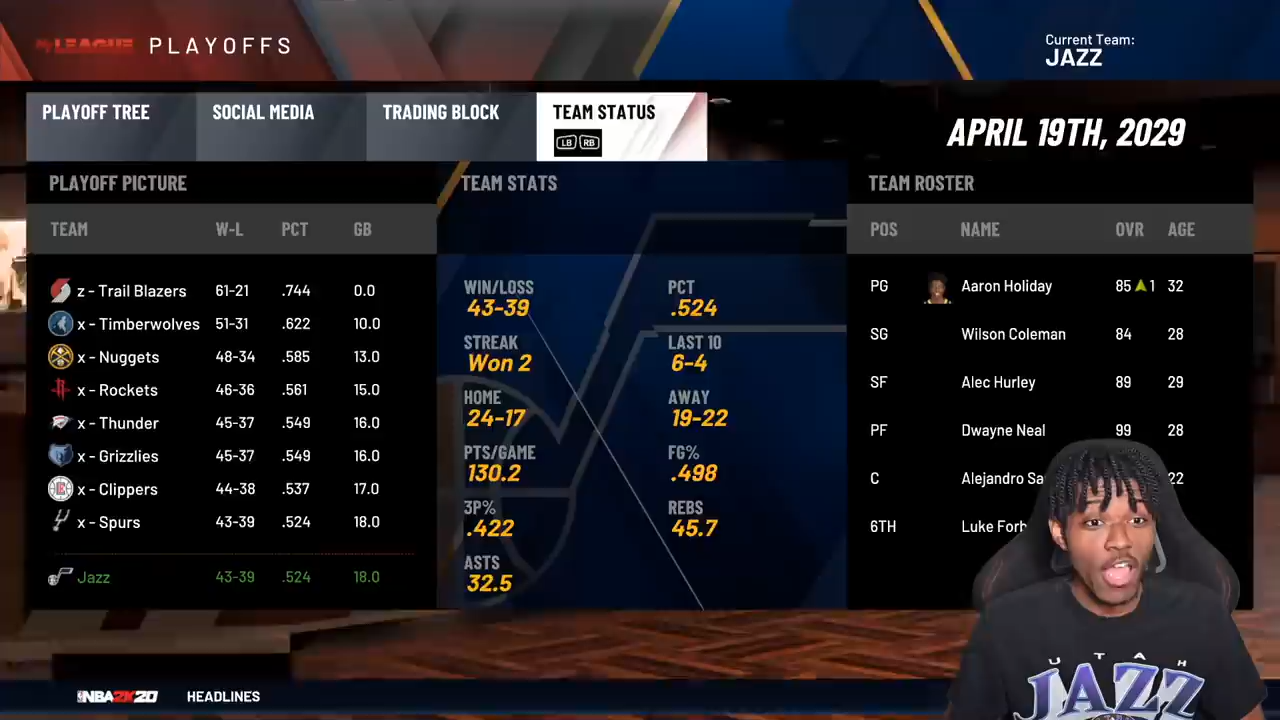 MyLEAGUE PLAYOFFS
Current Team:
JAZZ
PLAYOFF TREE
SOCIAL MEDIA
TRADING BLOCK
TEAM STATUS
LB RB
APRIL 19TH, 2029
PLAYOFF PICTURE
TEAM W-L PCT GB
z - Trail Blazers 61-21 .744 0.0
x - Timberwolves 51-31 .622 10.0
x - Nuggets 48-34 .585 13.0
x - Rockets 46-36 .561 15.0
x - Thunder 45-37 .549 16.0
x - Grizzlies 45-37 .549 16.0
x - Clippers 44-38 .537 17.0
x - Spurs 43-39 .524 18.0
Jazz 43-39 .524 18.0
TEAM STATS
WIN/LOSS PCT
43-39 .524
STREAK LAST 10
Won 2 6-4
HOME AWAY
24-17 19-22
PTS/GAME FG%
130.2 .498
3P% REBS
.422 45.7
ASTS
32.5
TEAM ROSTER
POS NAME OVR AGE
PG Aaron Holiday 85 1 32
SG Wilson Coleman 84 28
SF Alec Hurley 89 29
PF Dwayne Neal 99 28
C Alejandro 22
6TH Luke
UTAH
JAZZ
NBA 2K20 HEADLINES